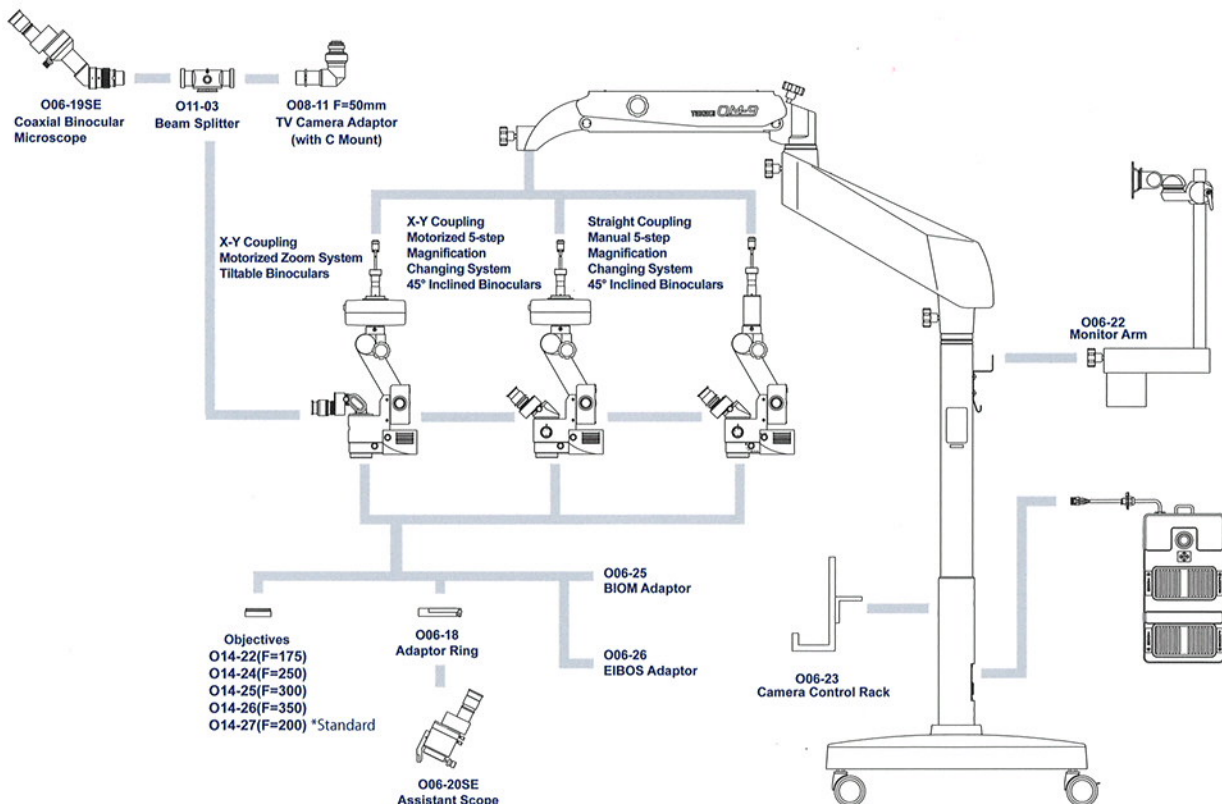 O06-19SE
Coaxial Binocular
Microscope
O11-03
Beam Splitter
O08-11 F=50mm
TV Camera Adaptor
(with C Mount)
OM-9
X-Y Coupling
Motorized Zoom System
Tiltable Binoculars
X-Y Coupling
Motorized 5-step
Magnification
Changing System
45° Inclined Binoculars
Straight Coupling
Manual 5-step
Magnification
Changing System
45° Inclined Binoculars
O06-22
Monitor Arm
O06-25
BIOM Adaptor
O06-26
EIBOS Adaptor
Objectives
O14-22(F=175)
O14-24(F=250)
O14-25(F=300)
O14-26(F=350)
O14-27(F=200) *Standard
O06-18
Adaptor Ring
O06-20SE
Assistant Scope
O06-23
Camera Control Rack